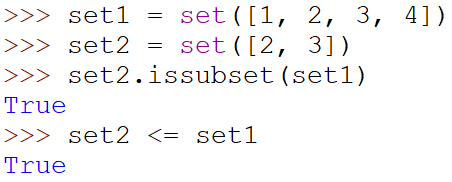 >>> set1 = set([1, 2, 3, 4])
>>> set2 = set([2, 3])
>>> set2.issubset(set1)
True
>>> set2 <= set1
True